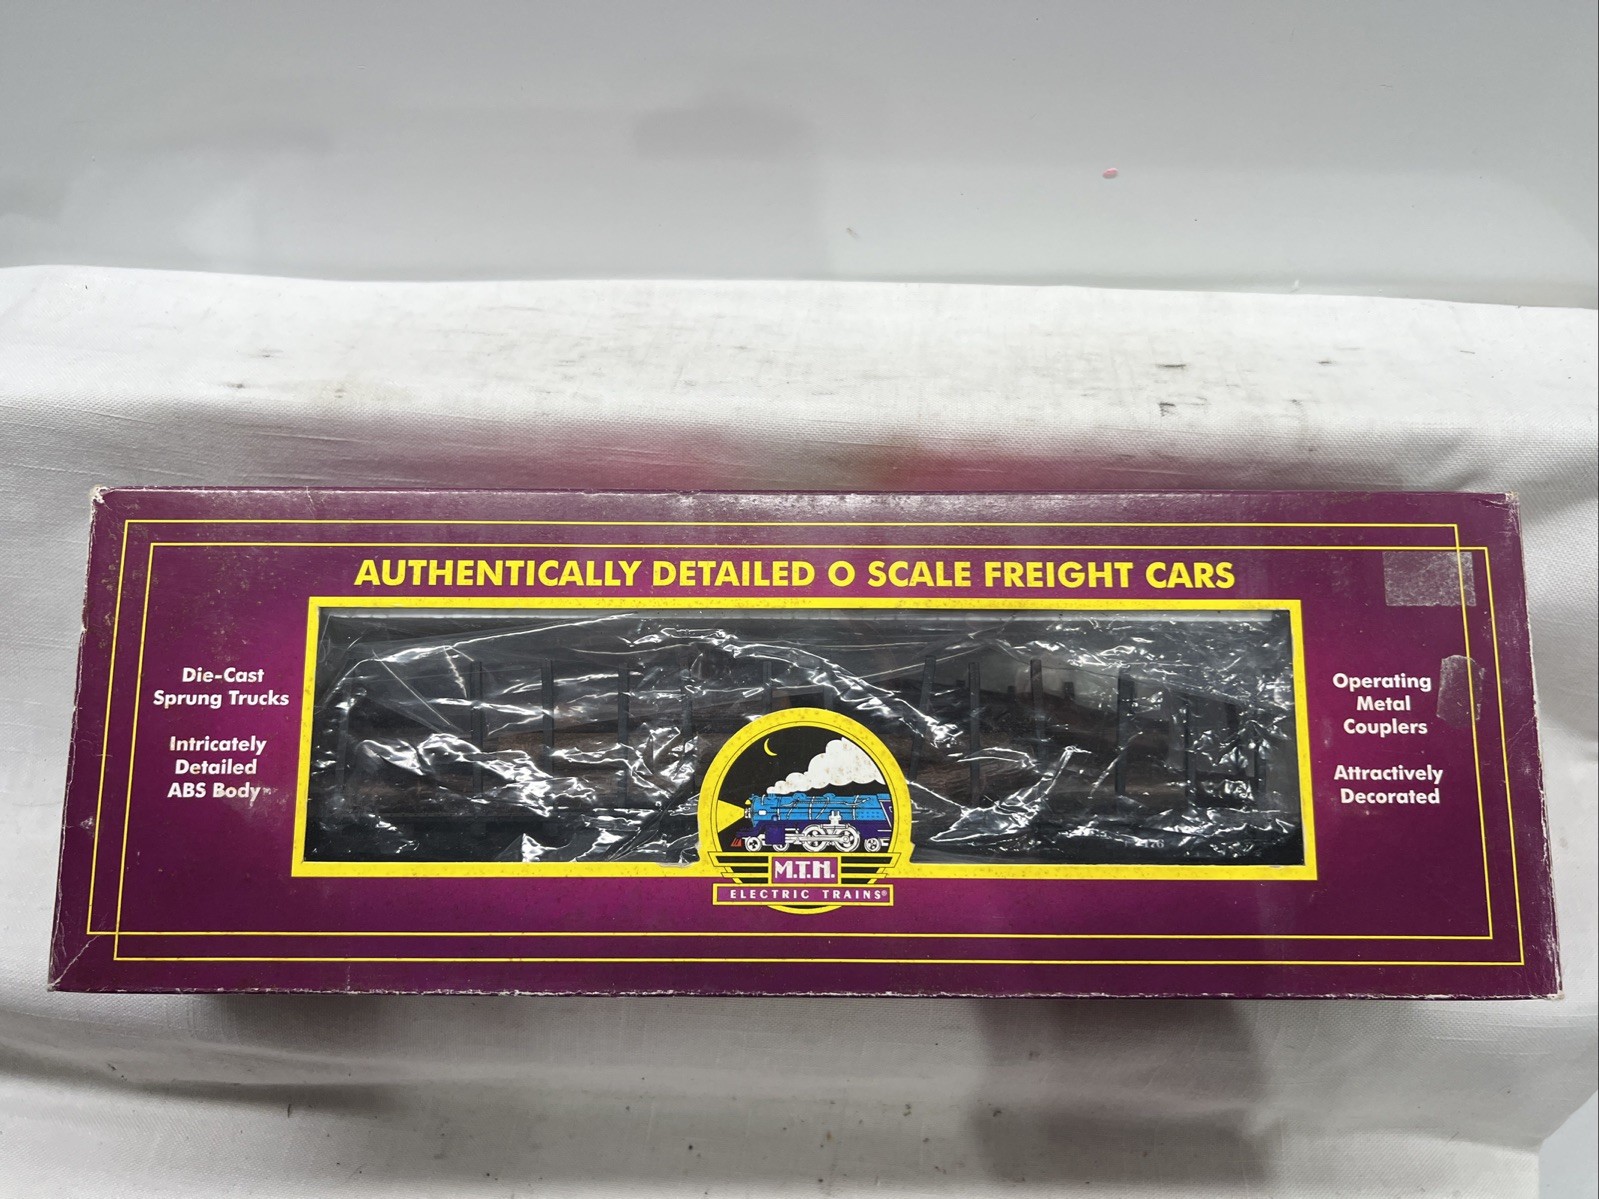 AUTHENTICALLY DETAILED O SCALE FREIGHT CARS
Die-Cast
Sprung Trucks
Intricately
Detailed
ABS Body
Operating
Metal
Couplers
Attractively
Decorated
M.T.H.
ELECTRIC TRAINS®